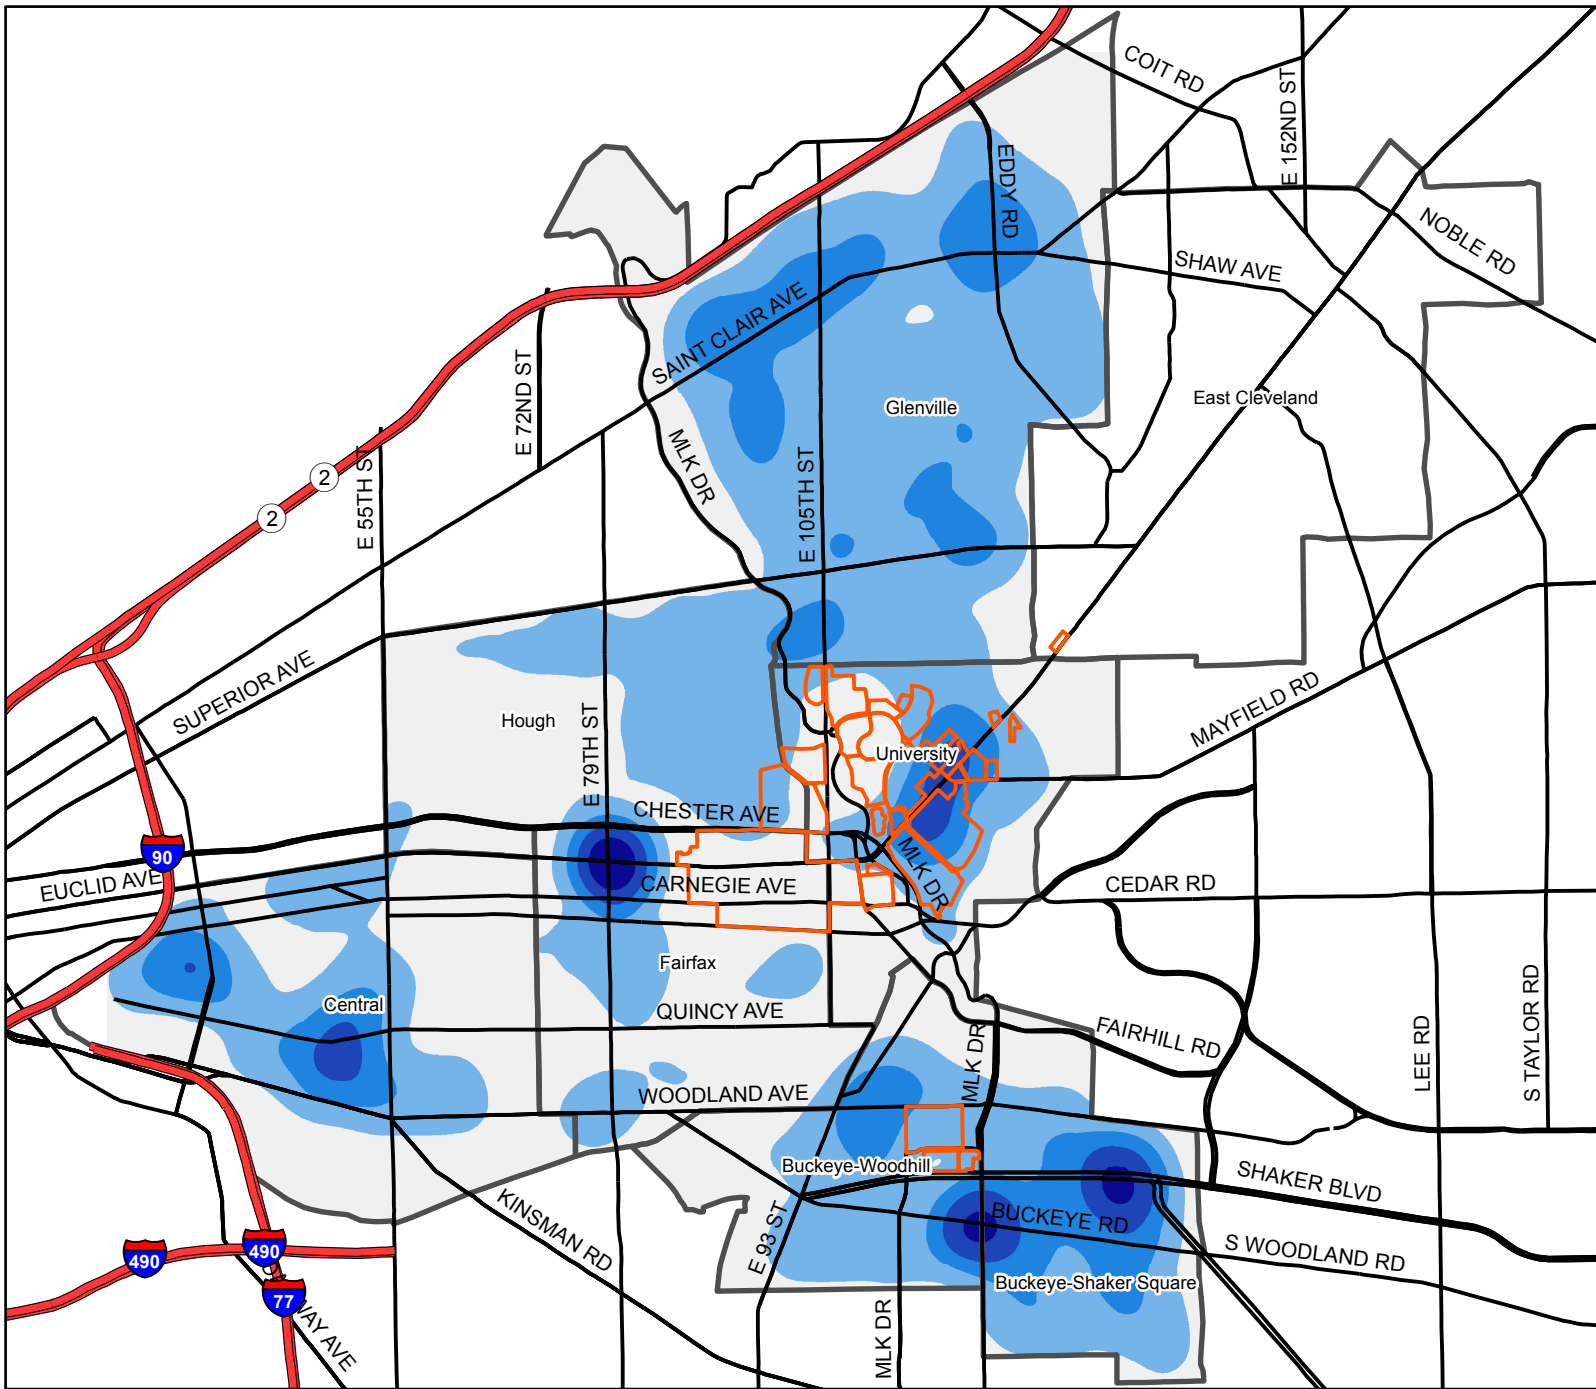 COIT RD
E 152ND ST
EDDY RD
NOBLE RD
SHAW AVE
SAINT CLAIR AVE
E 72ND ST
Glenville
East Cleveland
MLK DR
E 55TH ST
E 105TH ST
2
2
SUPERIOR AVE
MAYFIELD RD
Hough
E 79TH ST
University
CHESTER AVE
90
EUCLID AVE
CARNEGIE AVE
MLK DR
CEDAR RD
Fairfax
Central
QUINCY AVE
S TAYLOR RD
FAIRHILL RD
LEE RD
MLK DR
WOODLAND AVE
Buckeye-Woodhill
SHAKER BLVD
KINSMAN RD
BUCKEYE RD
E 93 ST
S WOODLAND RD
490
490
Buckeye-Shaker Square
77
WAY AVE
MLK DR